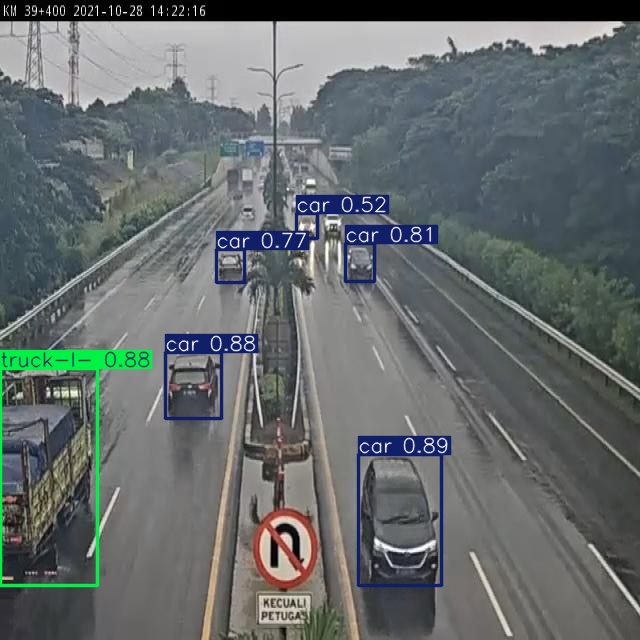 KM 39+400 2021-10-28 14:22:16
car 0.52
car 0.77
car 0.81
car 0.88
truck-l- 0.88
car 0.89
KECUALI
PETUGAS